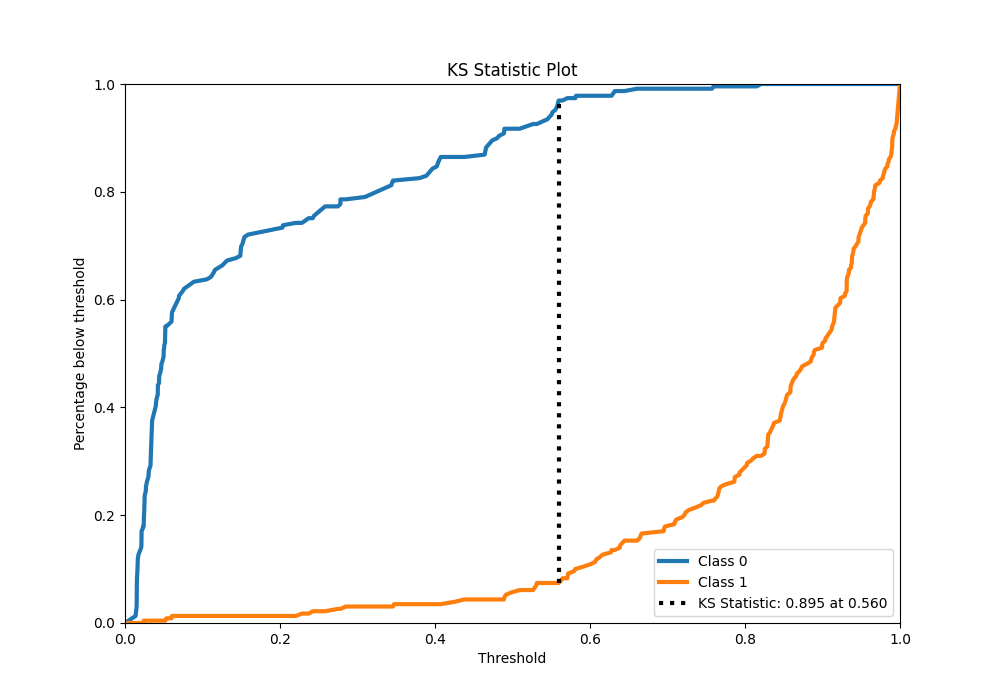 KS Statistic Plot
1.0
0.8
0.6
0.4
0.2
0.0
Percentage below threshold
0.0 0.2 0.4 0.6 0.8 1.0
Threshold
Class 0
Class 1
KS Statistic: 0.895 at 0.560